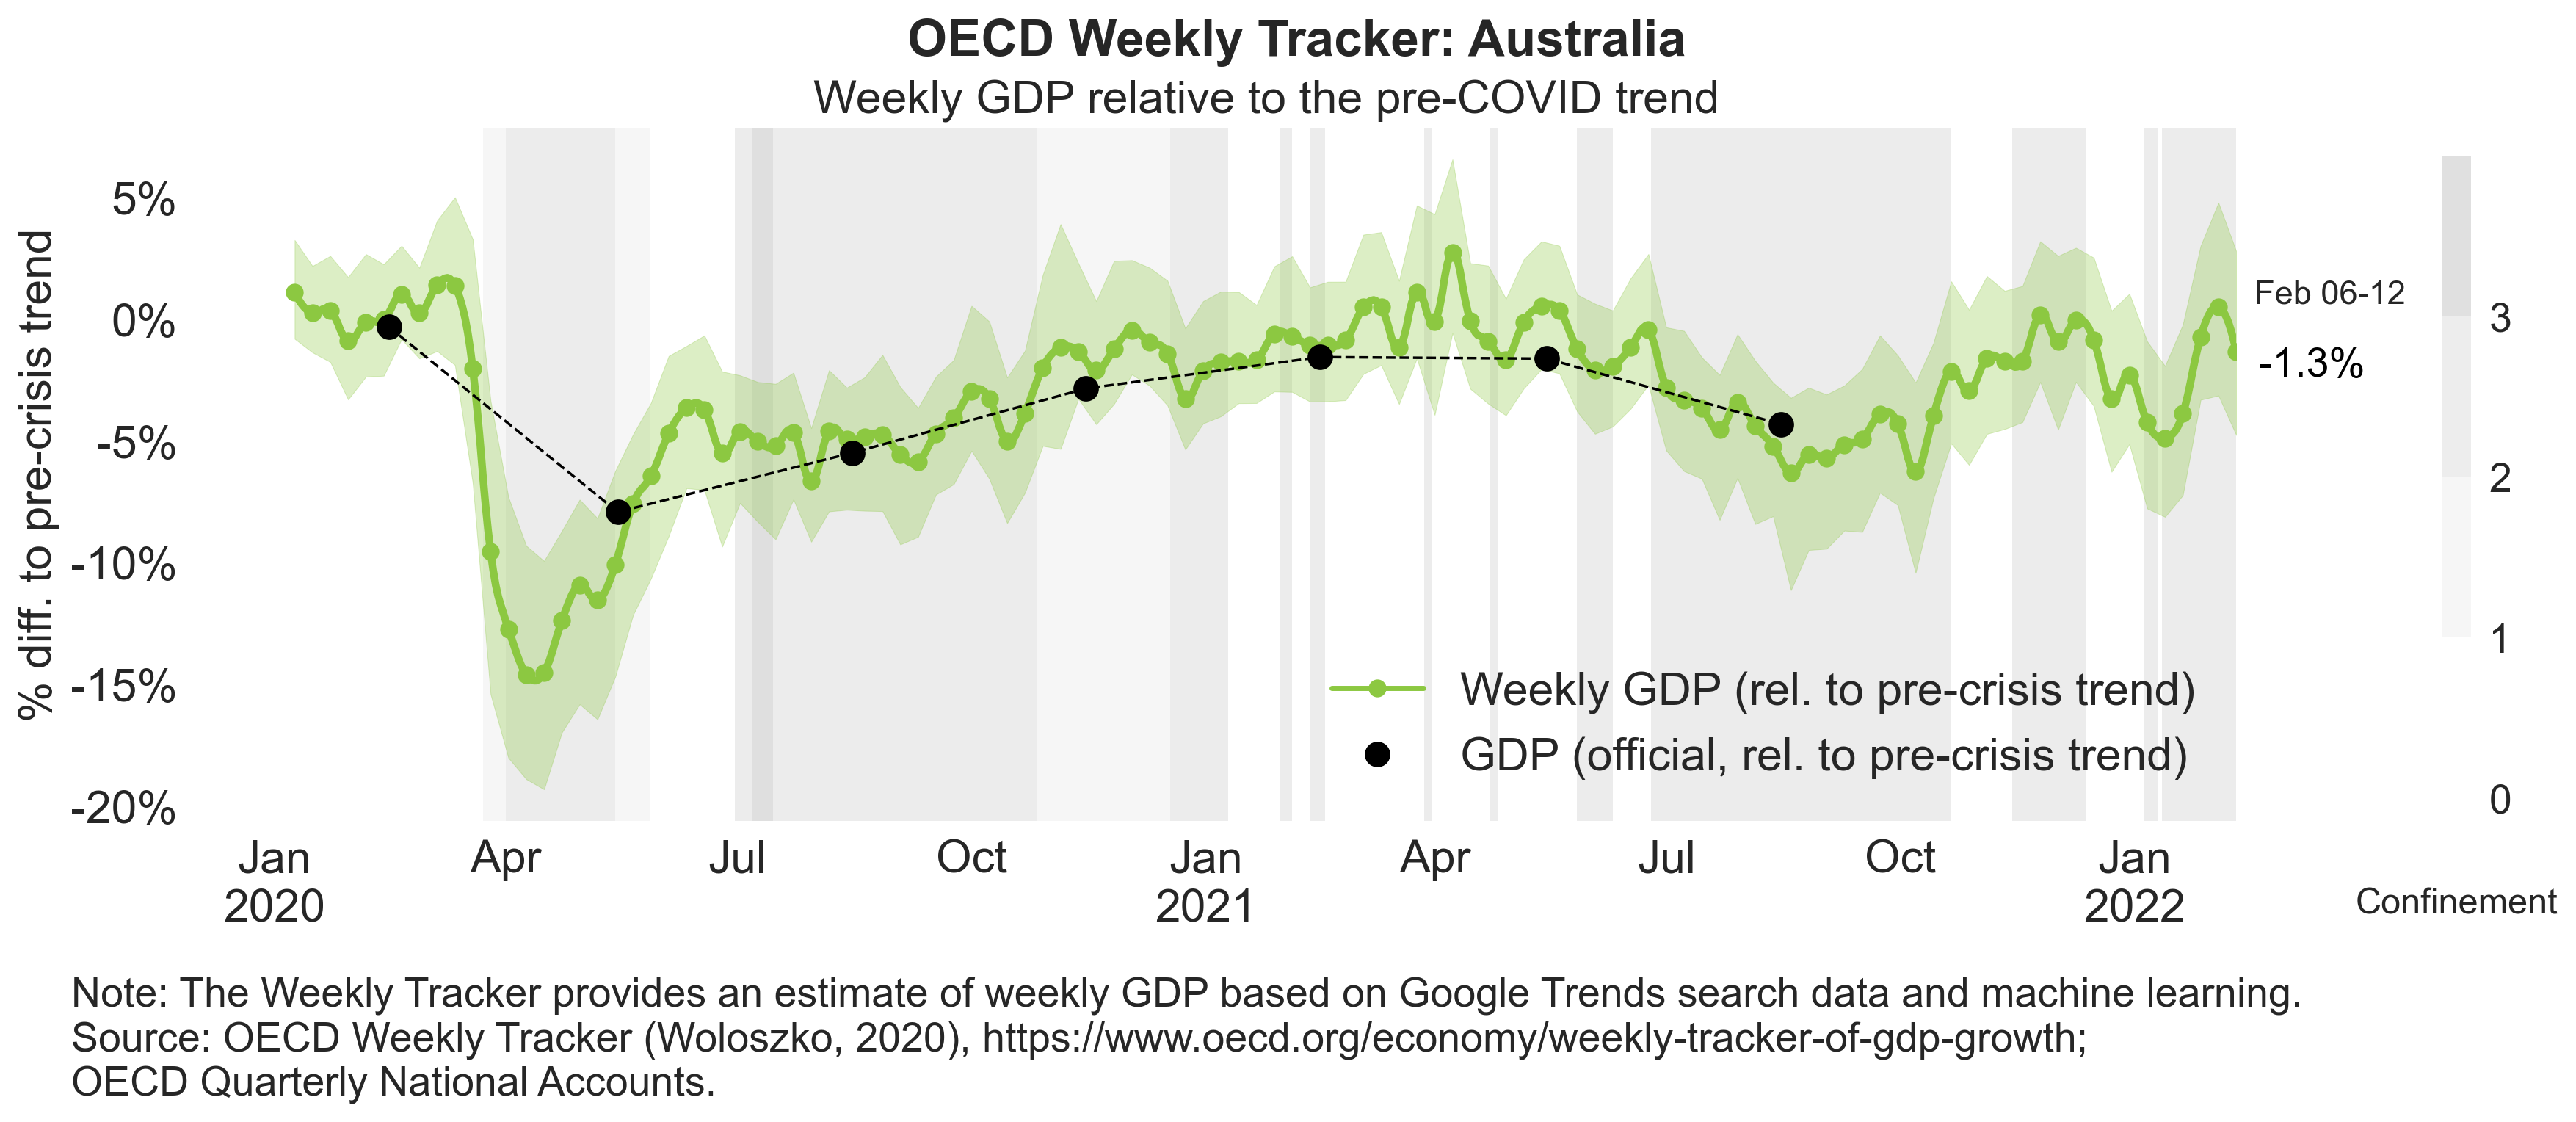 OECD Weekly Tracker: Australia
Weekly GDP relative to the pre-COVID trend
% diff. to pre-crisis trend
5%
0%
-5%
-10%
-15%
-20%
Feb 06-12
-1.3%
3
2
1
0
Weekly GDP (rel. to pre-crisis trend)
GDP (official, rel. to pre-crisis trend)
Jan Apr Jul Oct Jan Apr Jul Oct Jan
2020 2021 2022
Confinement
Note: The Weekly Tracker provides an estimate of weekly GDP based on Google Trends search data and machine learning.
Source: OECD Weekly Tracker (Woloszko, 2020), https://www.oecd.org/economy/weekly-tracker-of-gdp-growth;
OECD Quarterly National Accounts.